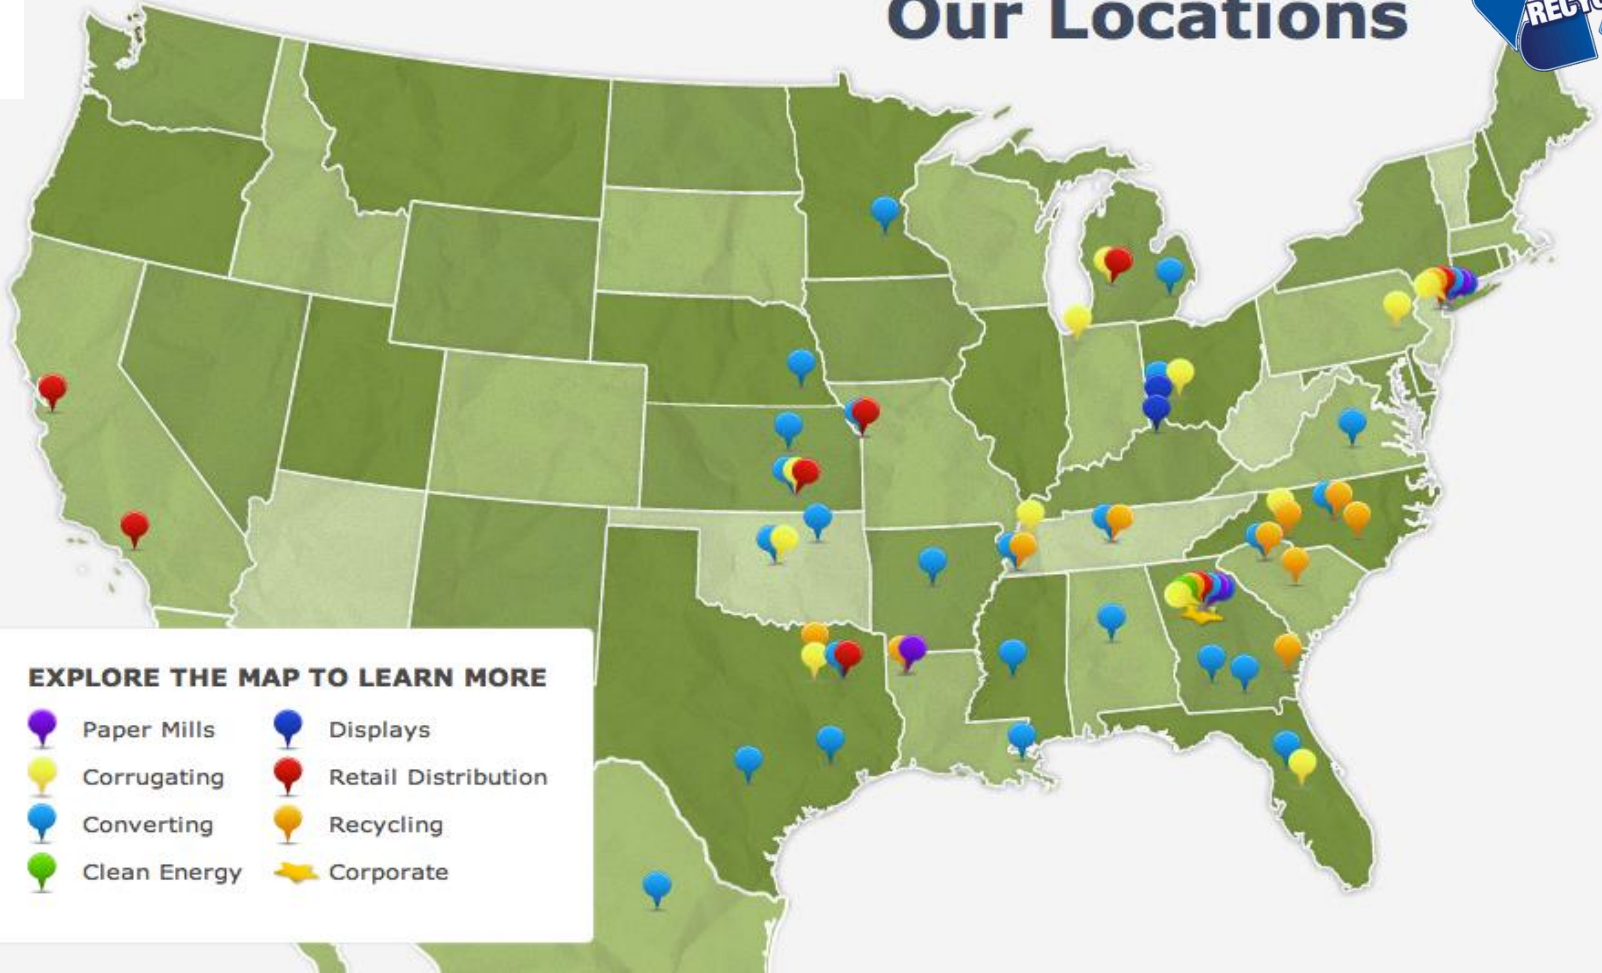 Our Locations
EXPLORE THE MAP TO LEARN MORE
Paper Mills
Displays
Corrugating
Retail Distribution
Converting
Recycling
Clean Energy
Corporate